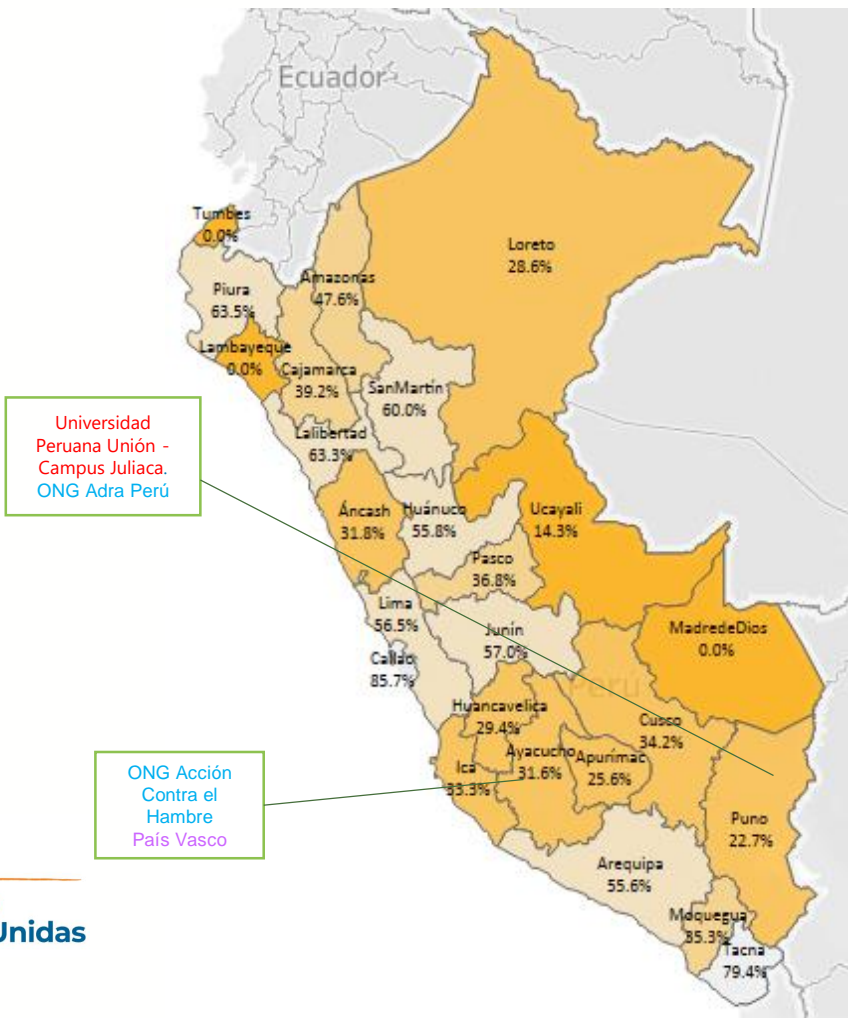 Ecuador
Tumbes
0.0%
Loreto
28.6%
Piura
63.5%
Amazonas
47.6%
Lambayeque
0.0%
Cajamarca
39.2%
SanMartín
60.0%
Universidad
Peruana Unión -
Campus Juliaca.
ONG Adra Perú
Lalibertad
63.3%
Áncash
31.8%
Huánuco
55.8%
Ucayali
14.3%
Pasco
36.8%
Lima
56.5%
Junín
57.0%
MadredeDios
0.0%
Callao
85.7%
Perú
Huancavelica
29.4%
Cusco
34.2%
ONG Acción
Contra el
Hambre
País Vasco
Ica
33.3%
Ayacucho
31.6%
Apurímac
25.6%
Puno
22.7%
Arequipa
55.6%
Moquegua
35.3%
Tacna
79.4%
Unidas